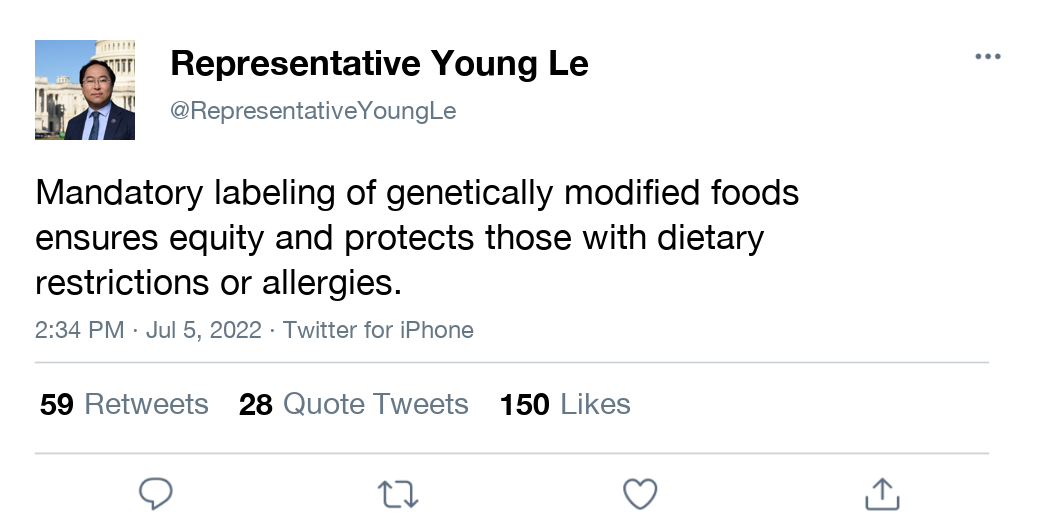 Representative Young Le
@RepresentativeYoungLe
Mandatory labeling of genetically modified foods
ensures equity and protects those with dietary
restrictions or allergies.
2:34 PM · Jul 5, 2022 · Twitter for iPhone
59 Retweets 28 Quote Tweets 150 Likes